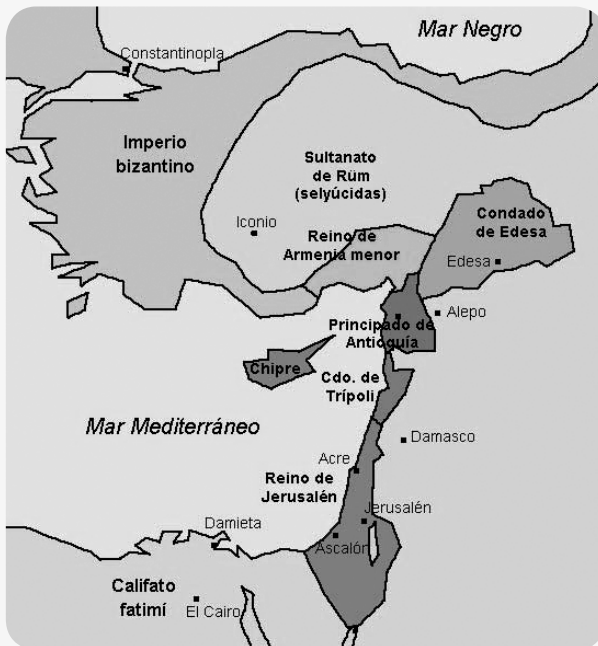 Mar Negro
Constantinopla
Imperio
bizantino
Sultanato
de Rüm
(selyúcidas)
Iconio
Condado
de Edesa
Reino de
Armenia menor
Edesa
Alepo
Principado de
Antioquía
Chipre
Cdo. de
Trípoli
Mar Mediterráneo
Damasco
Acre
Reino de
Jerusalén
Jerusalén
Damieta
Ascalón
Califato
fatimí
El Cairo